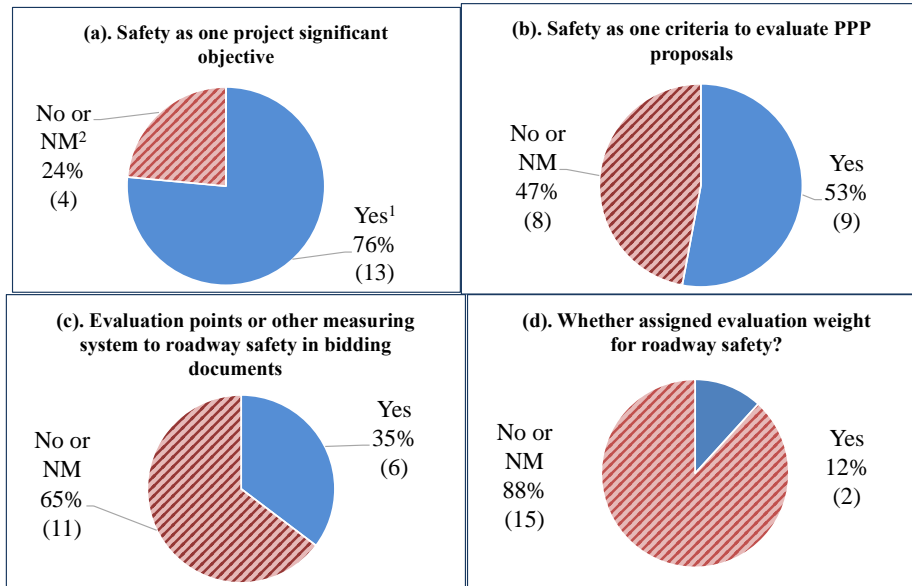 (a). Safety as one project significant
objective
No or
NM²
24%
(4)
Yes¹
76%
(13)
(b). Safety as one criteria to evaluate PPP
proposals
No or
NM
47%
(8)
Yes
53%
(9)
(c). Evaluation points or other measuring
system to roadway safety in bidding
documents
No or
NM
65%
(11)
Yes
35%
(6)
(d). Whether assigned evaluation weight
for roadway safety?
No or
NM
88%
(15)
Yes
12%
(2)